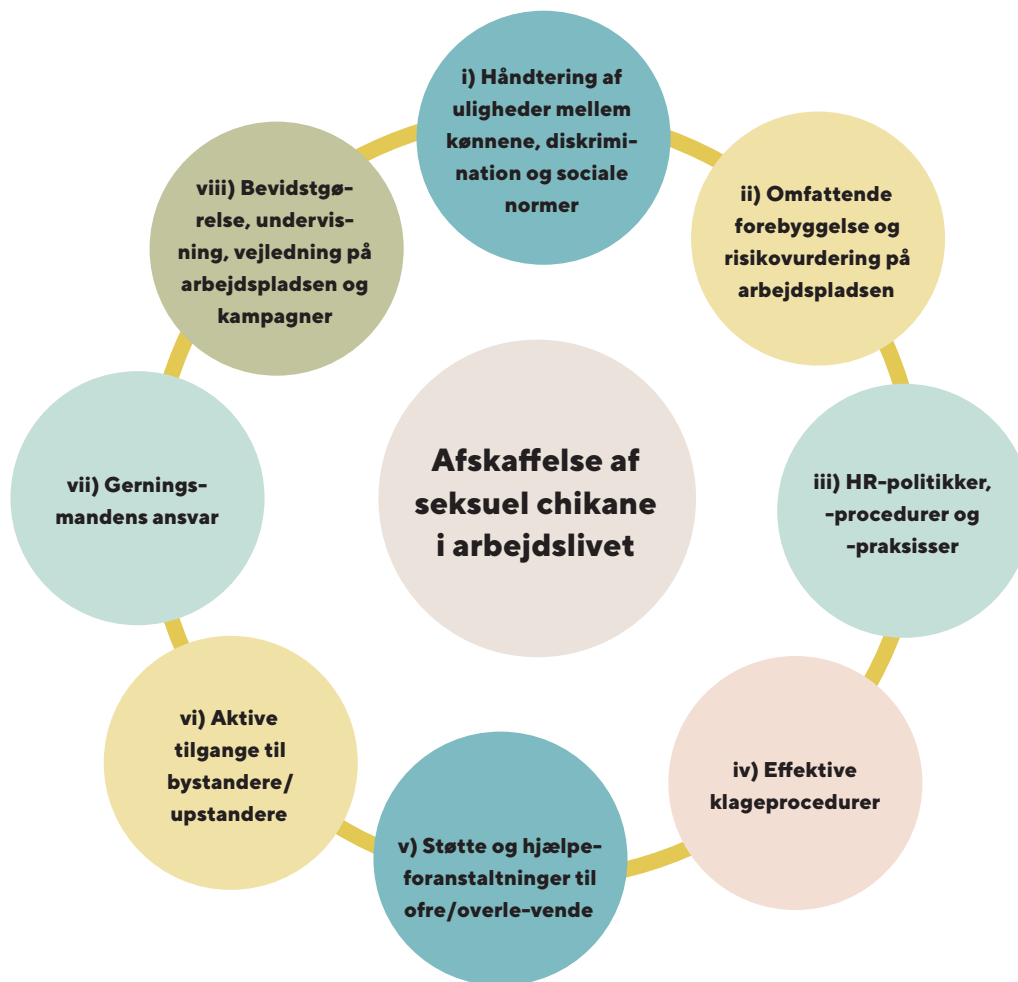 i) Håndtering af
uligheder mellem
kønnene, diskrimi-
nation og sociale
normer
ii) Omfattende
forebyggelse og
risikovurdering på
arbejdspladsen
iii) HR-politikker,
-procedurer og
-praksisser
iv) Effektive
klageprocedurer
v) Støtte og hjælpe-
foranstaltninger til
ofre/overle-vende
vi) Aktive
tilgange til
bystandere/
upstandere
vii) Gernings-
mandens ansvar
viii) Bevidstgø-
relse, undervis-
ning, vejledning på
arbejdspladsen og
kampagner
Afskaffelse af
seksuel chikane
i arbejdslivet